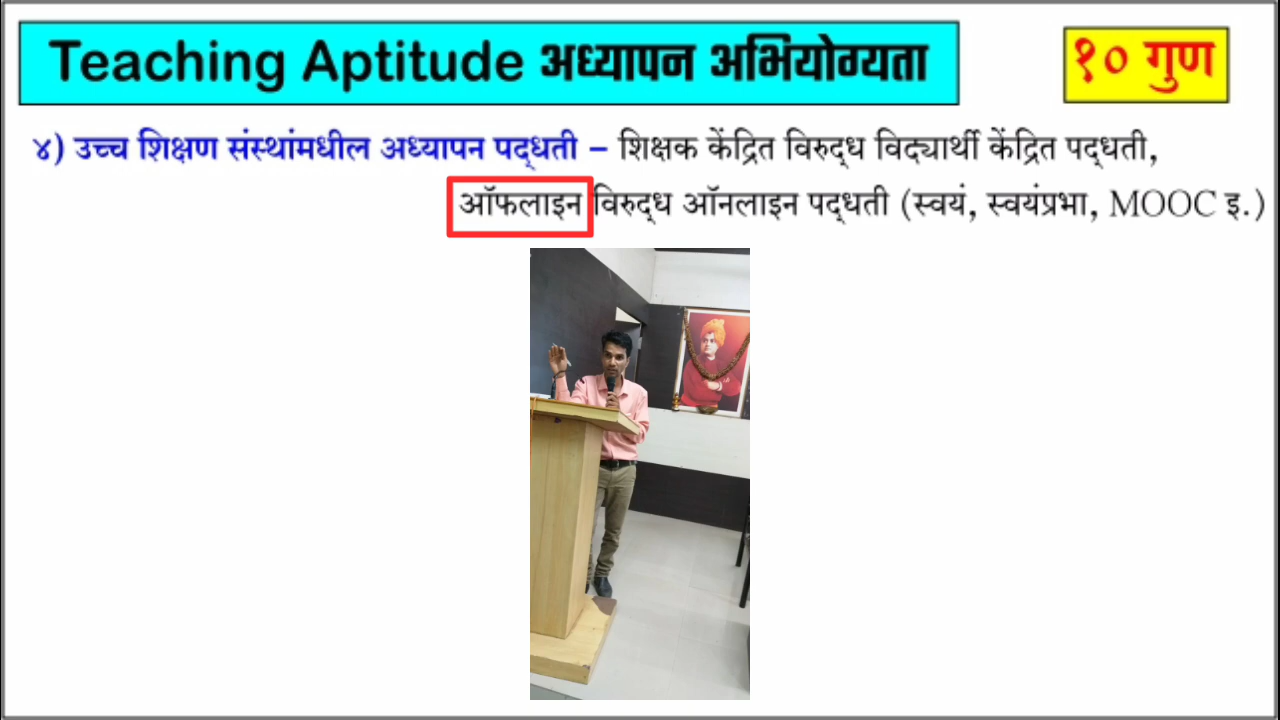 Teaching Aptitude अध्यापन अभियोग्यता
१० गुण
४) उच्च शिक्षण संस्थांमधील अध्यापन पद्धती – शिक्षक केंद्रित विरुद्ध विद्यार्थी केंद्रित पद्धती,
ऑफलाइन विरुद्ध ऑनलाइन पद्धती (स्वयं, स्वयंप्रभा, MOOC इ.)